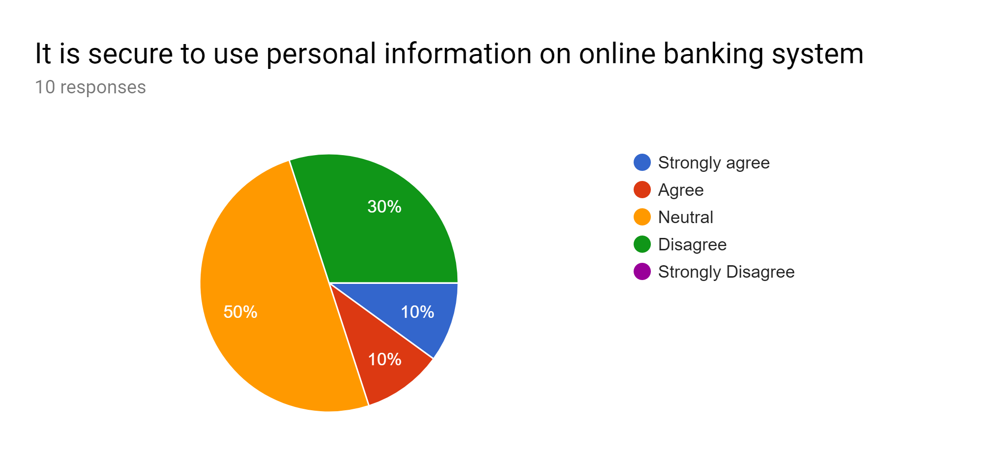 It is secure to use personal information on online banking system
10 responses
30%
50%
10%
10%
Strongly agree
Agree
Neutral
Disagree
Strongly Disagree